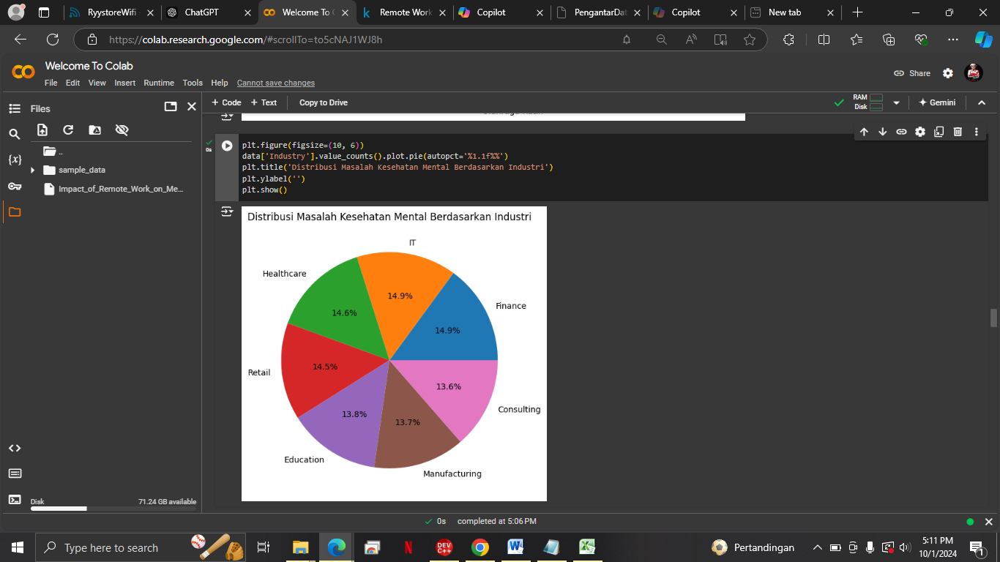 RyystoreWifi
ChatGPT
Welcome To C
Remote Work
Copilot
PengantarDat
Copilot
New tab
https://colab.research.google.com/#scrollTo=to5cNAJ1WJ8h
Welcome To Colab
File Edit View Insert Runtime Tools Help Cannot save changes
Share
Files
+ Code + Text Copy to Drive
RAM
Disk
Gemini
..
sample_data
Impact_of_Remote_Work_on_Me...
{x}
0s
plt.figure(figsize=(10, 6))
data['Industry'].value_counts().plot.pie(autopct='%1.1f%%')
plt.title('Distribusi Masalah Kesehatan Mental Berdasarkan Industri')
plt.ylabel('')
plt.show()
Distribusi Masalah Kesehatan Mental Berdasarkan Industri
IT
Healthcare
14.9%
Finance
14.6%
14.9%
Retail
14.5%
13.6%
Consulting
13.8%
13.7%
Education
Manufacturing
Disk
71.24 GB available
0s completed at 5:06 PM
Type here to search
DEV C++
Pertandingan
5:11 PM
10/1/2024
1